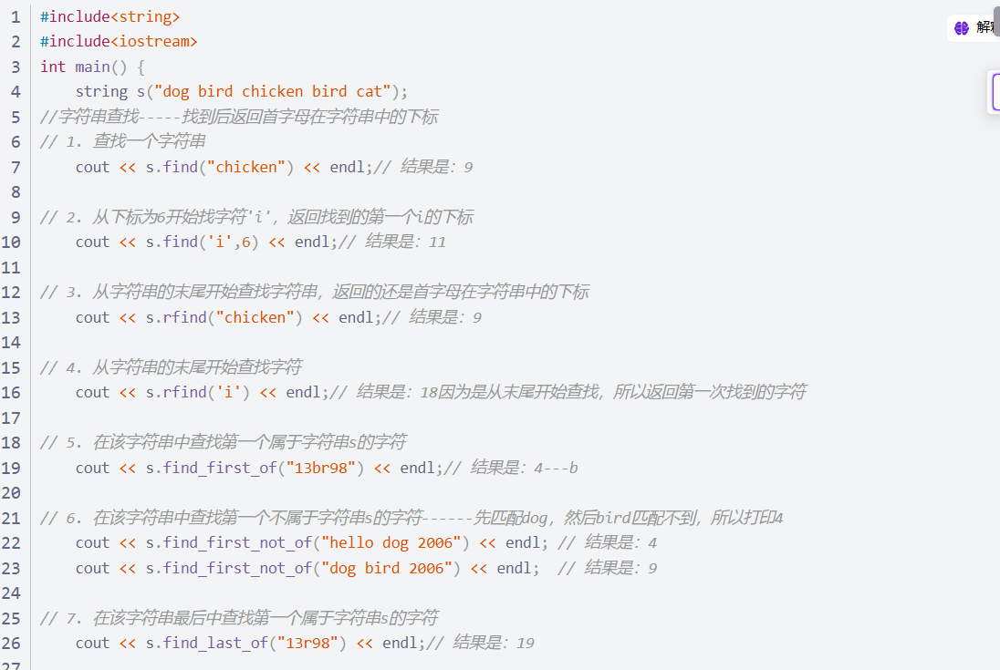 1 #include<string>
2 #include<iostream>
3 int main() {
4 string s("dog bird chicken bird cat");
5 //字符串查找-----找到后返回首字母在字符串中的下标
6 // 1. 查找一个字符串
7 cout << s.find("chicken") << endl;// 结果是：9
8
9 // 2. 从下标为6开始找字符'i'，返回找到的第一个i的下标
10 cout << s.find('i',6) << endl;// 结果是：11
11
12 // 3. 从字符串的末尾开始查找字符串，返回的还是首字母在字符串中的下标
13 cout << s.rfind("chicken") << endl;// 结果是：9
14
15 // 4. 从字符串的末尾开始查找字符
16 cout << s.rfind('i') << endl;// 结果是：18因为是从末尾开始查找，所以返回第一次找到的字符
17
18 // 5. 在该字符串中查找第一个属于字符串s的字符
19 cout << s.find_first_of("13br98") << endl;// 结果是：4---b
20
21 // 6. 在该字符串中查找第一个不属于字符串s的字符------先匹配dog，然后bird匹配不到，所以打印4
22 cout << s.find_first_not_of("hello dog 2006") << endl; // 结果是：4
23 cout << s.find_first_not_of("dog bird 2006") << endl;  // 结果是：9
24
25 // 7. 在该字符串最后中查找第一个属于字符串s的字符
26 cout << s.find_last_of("13r98") << endl;// 结果是：19
27
解